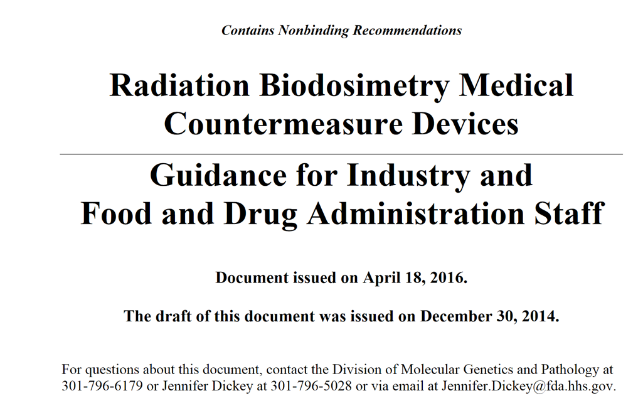 Contains Nonbinding Recommendations
Radiation Biodosimetry Medical
Countermeasure Devices
Guidance for Industry and
Food and Drug Administration Staff
Document issued on April 18, 2016.
The draft of this document was issued on December 30, 2014.
For questions about this document, contact the Division of Molecular Genetics and Pathology at
301-796-6179 or Jennifer Dickey at 301-796-5028 or via email at Jennifer.Dickey@fda.hhs.gov.